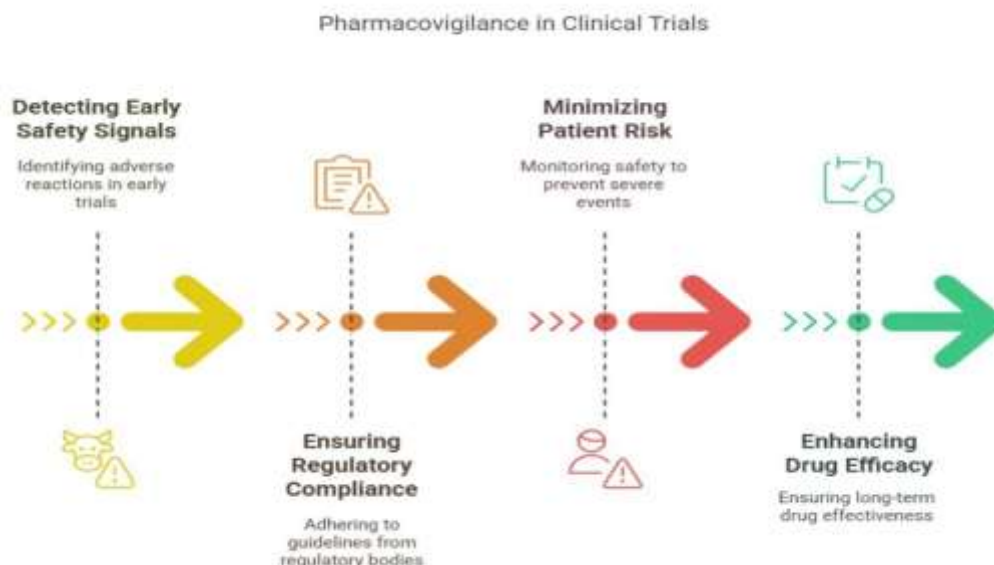 Pharmacovigilance in Clinical Trials
Detecting Early
Safety Signals
Identifying adverse
reactions in early
trials
Ensuring
Regulatory
Compliance
Adhering to
guidelines from
regulatory bodies
Minimizing
Patient Risk
Monitoring safety to
prevent severe
events
Enhancing
Drug Efficacy
Ensuring long-term
drug effectiveness